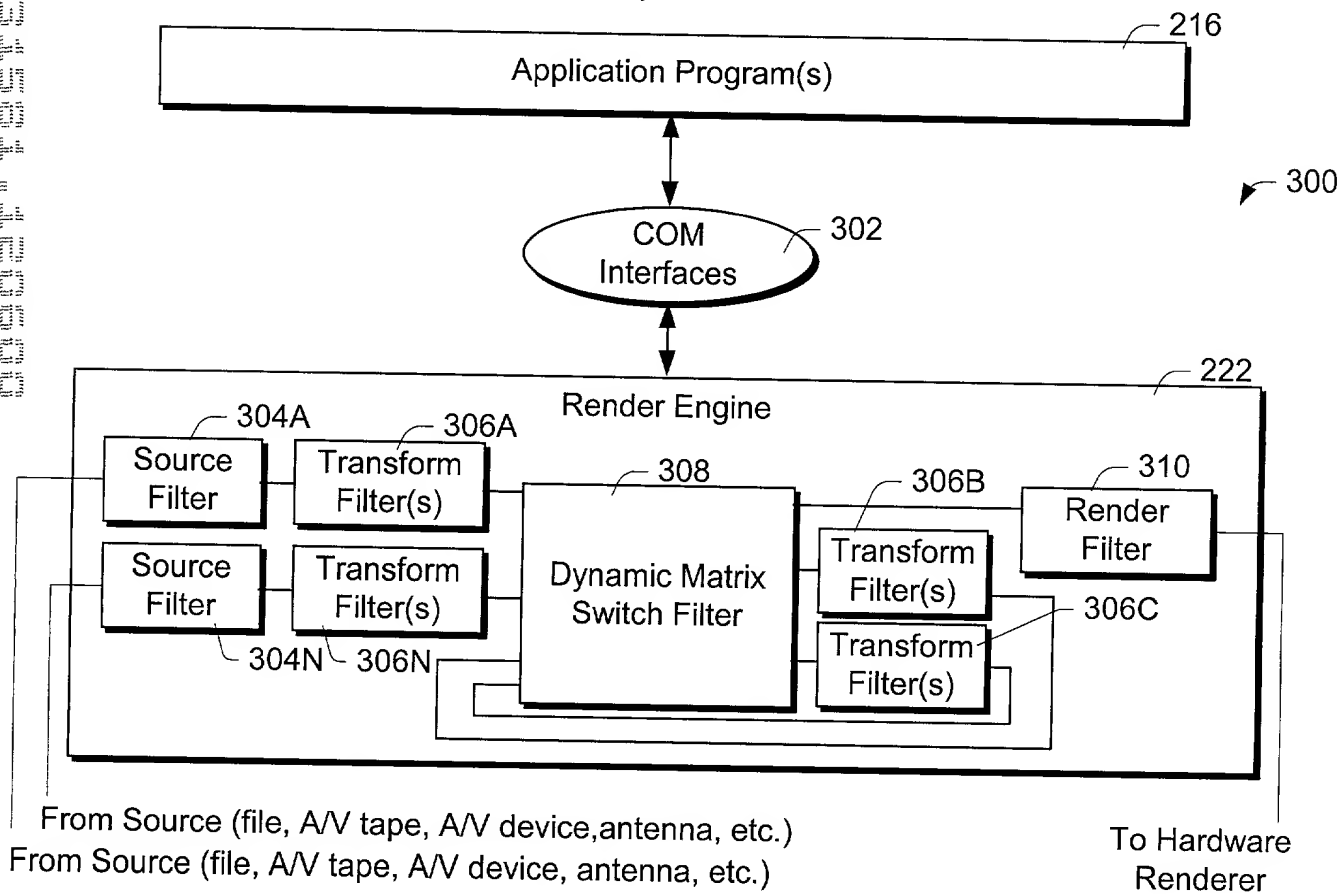 216
Application Program(s)
300
COM
Interfaces
302
222
Render Engine
304A
306A
308
306B
310
Source
Filter
Transform
Filter(s)
Render
Filter
Source
Filter
Transform
Filter(s)
Dynamic Matrix
Switch Filter
Transform
Filter(s)
306C
304N
306N
Transform
Filter(s)
From Source (file, A/V tape, A/V device,antenna, etc.)
From Source (file, A/V tape, A/V device, antenna, etc.)
To Hardware
Renderer